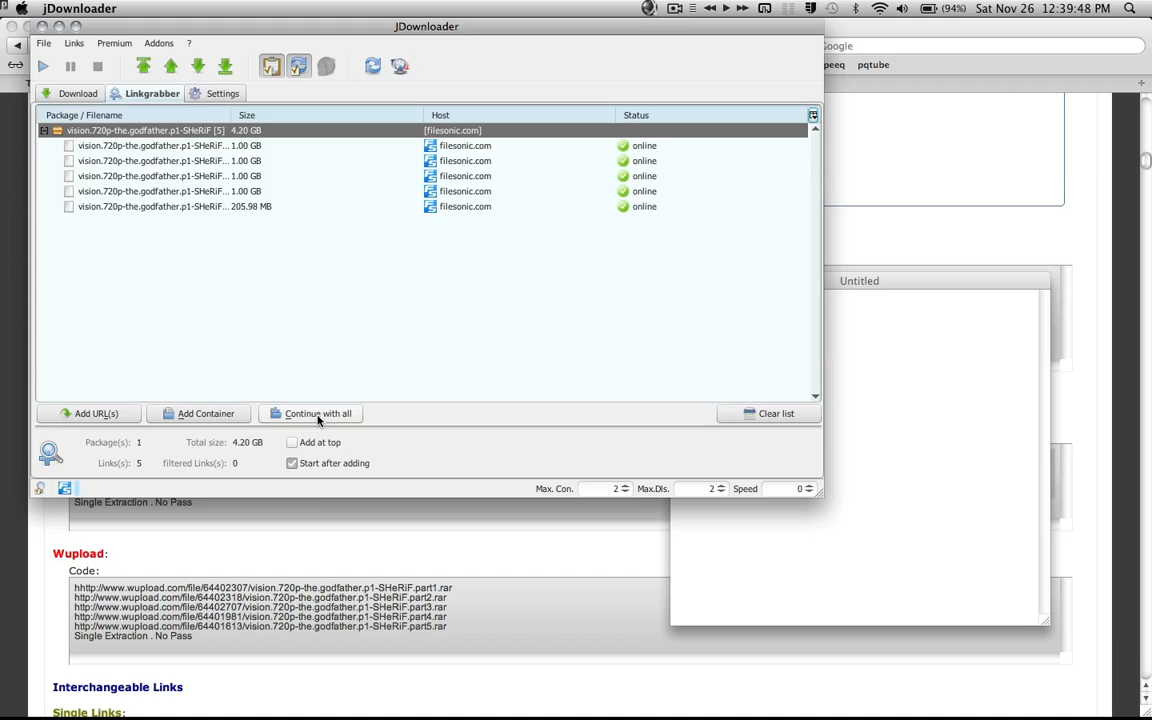 jDownloader (94%) Sat Nov 26 12:39:48 PM
JDownloader
File Links Premium Addons ?
oogle
peeq pqtube
Download Linkgrabber Settings
Package / Filename Size Host Status
vision.720p-the.godfather.p1-SHeRiF [5] 4.20 GB [filesonic.com]
vision.720p-the.godfather.p1-SHeRiF... 1.00 GB filesonic.com online
vision.720p-the.godfather.p1-SHeRiF... 1.00 GB filesonic.com online
vision.720p-the.godfather.p1-SHeRiF... 1.00 GB filesonic.com online
vision.720p-the.godfather.p1-SHeRiF... 1.00 GB filesonic.com online
vision.720p-the.godfather.p1-SHeRiF... 205.98 MB filesonic.com online
Untitled
Add URL(s) Add Container Continue with all Clear list
Package(s): 1 Total size: 4.20 GB Add at top
Links(s): 5 filtered Links(s): 0 Start after adding
Max. Con. 2 Max.Dls. 2 Speed 0
Single Extraction . No Pass
Wupload:
Code:
hhttp://www.wupload.com/file/64402307/vision.720p-the.godfather.p1-SHeRiF.part1.rar
http://www.wupload.com/file/64402318/vision.720p-the.godfather.p1-SHeRiF.part2.rar
http://www.wupload.com/file/64402707/vision.720p-the.godfather.p1-SHeRiF.part3.rar
http://www.wupload.com/file/64401981/vision.720p-the.godfather.p1-SHeRiF.part4.rar
http://www.wupload.com/file/64401613/vision.720p-the.godfather.p1-SHeRiF.part5.rar
Single Extraction . No Pass
Interchangeable Links
Single Links: